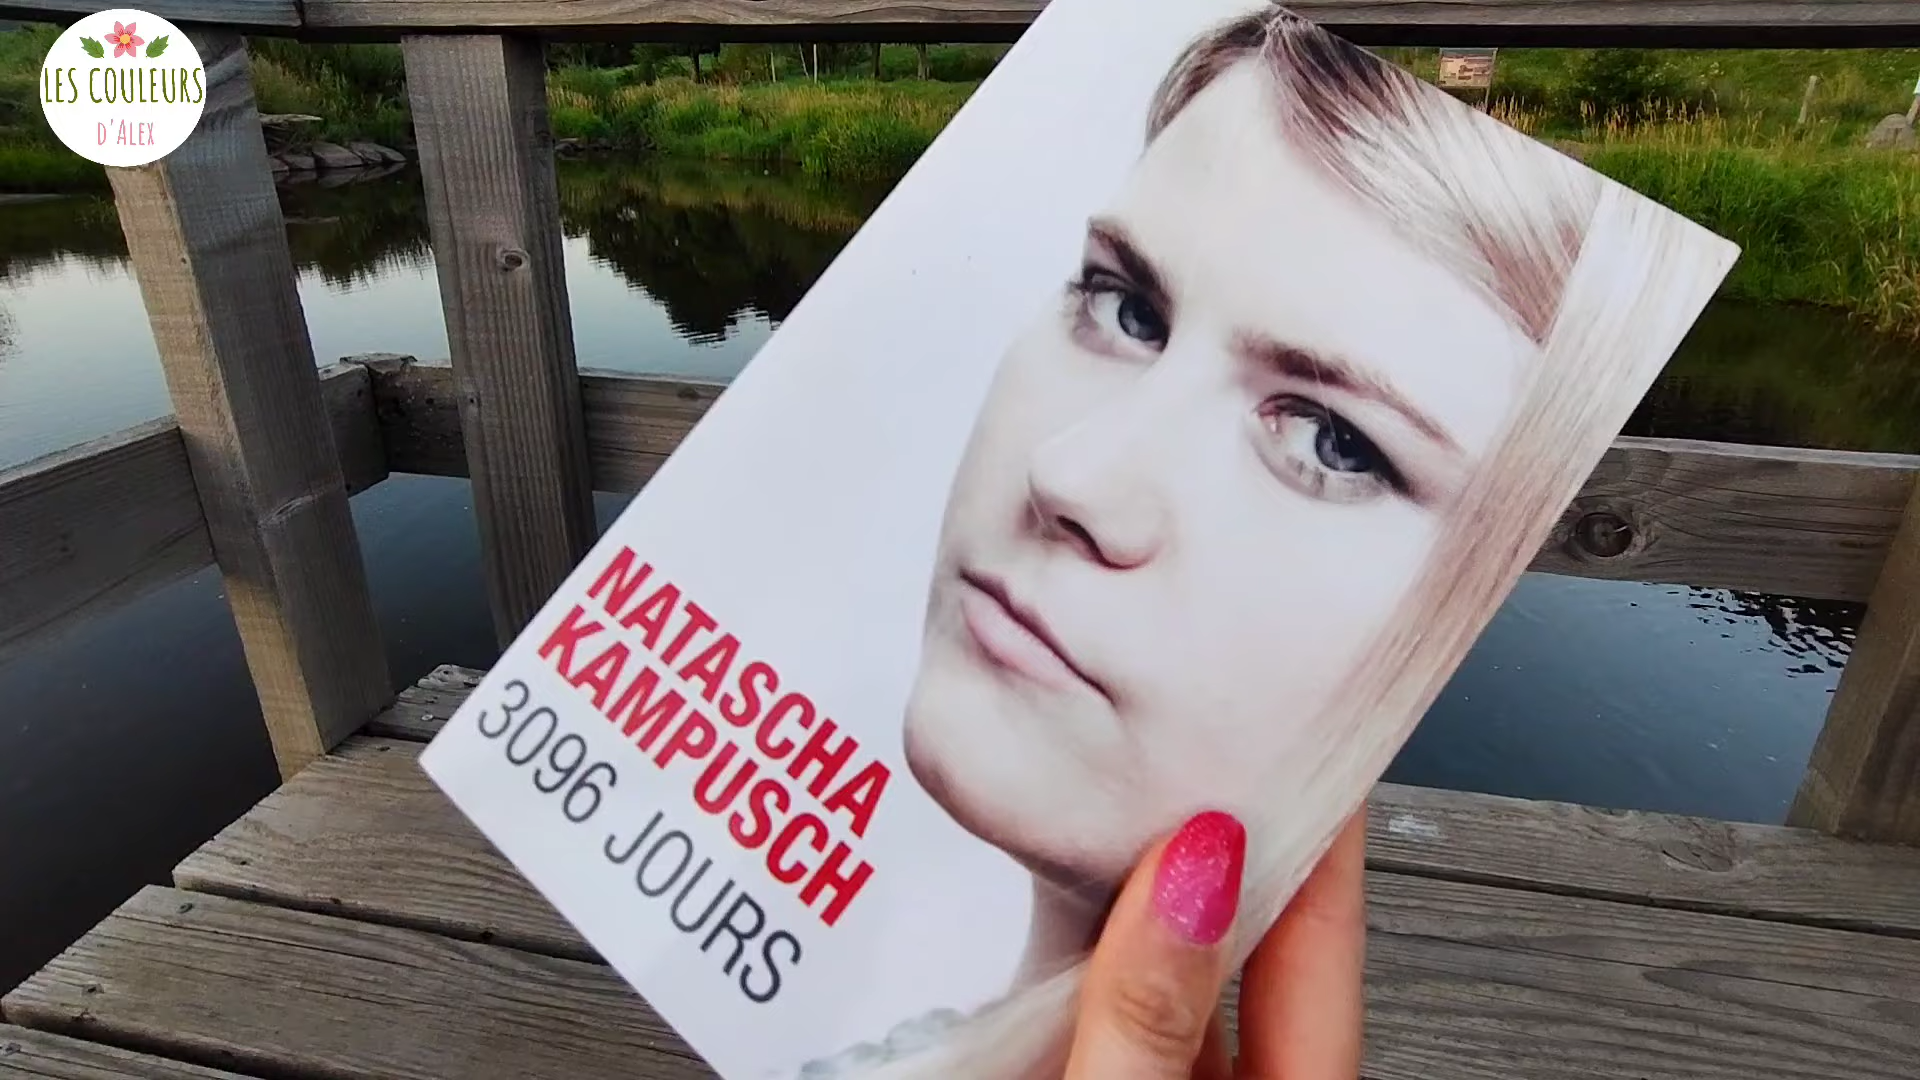 LES COULEURS
D'ALEX
NATASCHA
KAMPUSCH
3096 JOURS